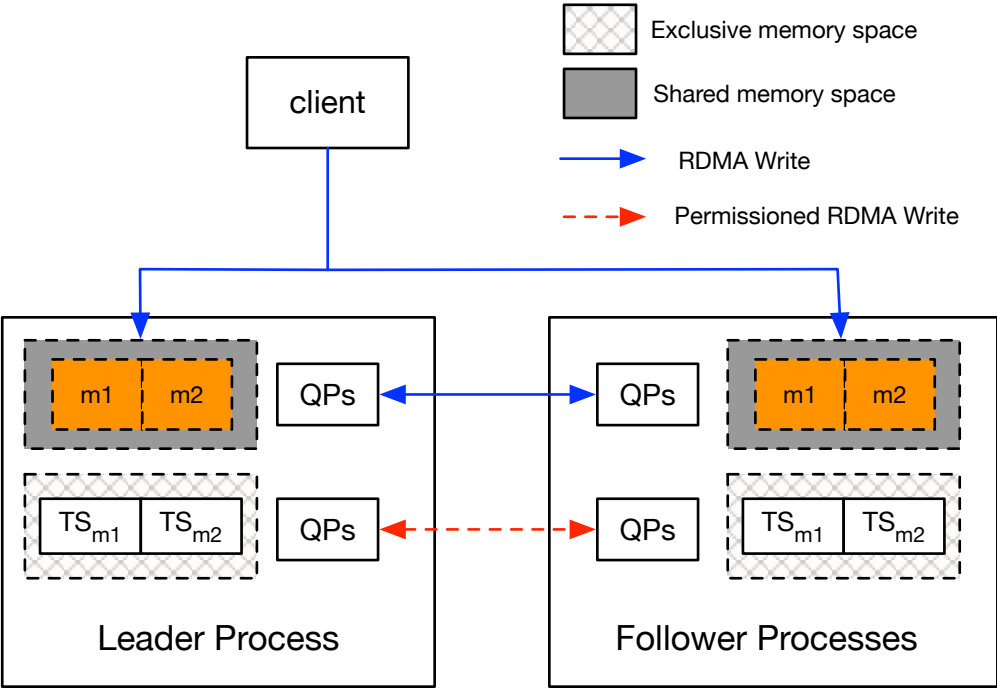 Exclusive memory space
client
Shared memory space
RDMA Write
Permissioned RDMA Write
m1 m2
QPs
QPs
m1 m2
TSm1 TSm2
QPs
QPs
TSm1 TSm2
Leader Process
Follower Processes